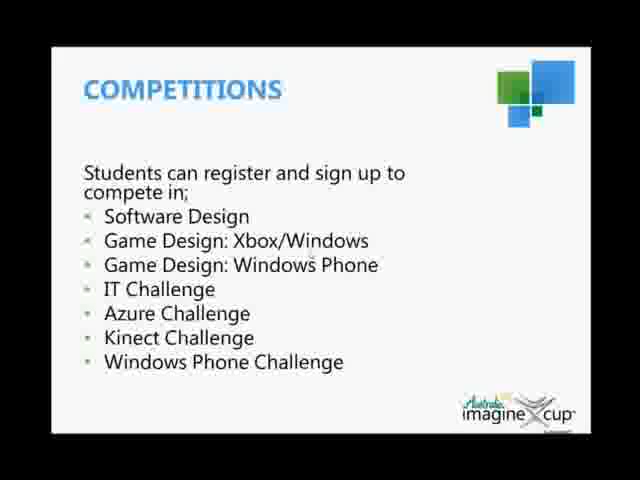 COMPETITIONS
Students can register and sign up to
compete in;
Software Design
Game Design: Xbox/Windows
Game Design: Windows Phone
IT Challenge
Azure Challenge
Kinect Challenge
Windows Phone Challenge
Australia
imagine cup